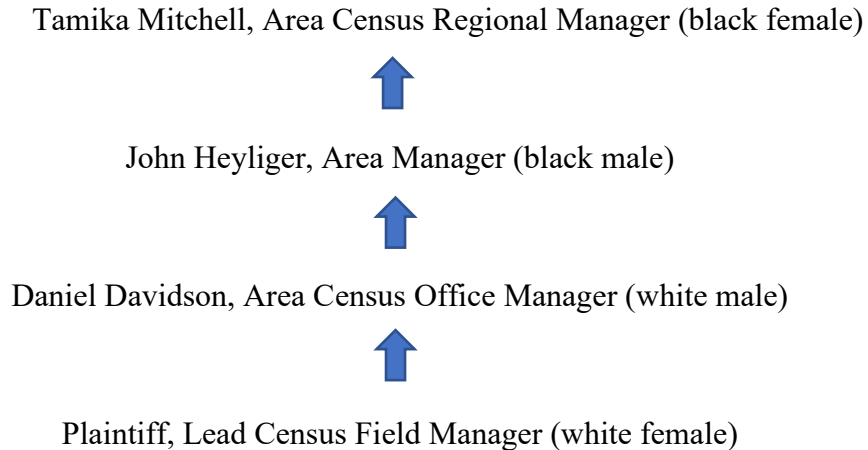 Tamika Mitchell, Area Census Regional Manager (black female)
John Heyliger, Area Manager (black male)
Daniel Davidson, Area Census Office Manager (white male)
Plaintiff, Lead Census Field Manager (white female)